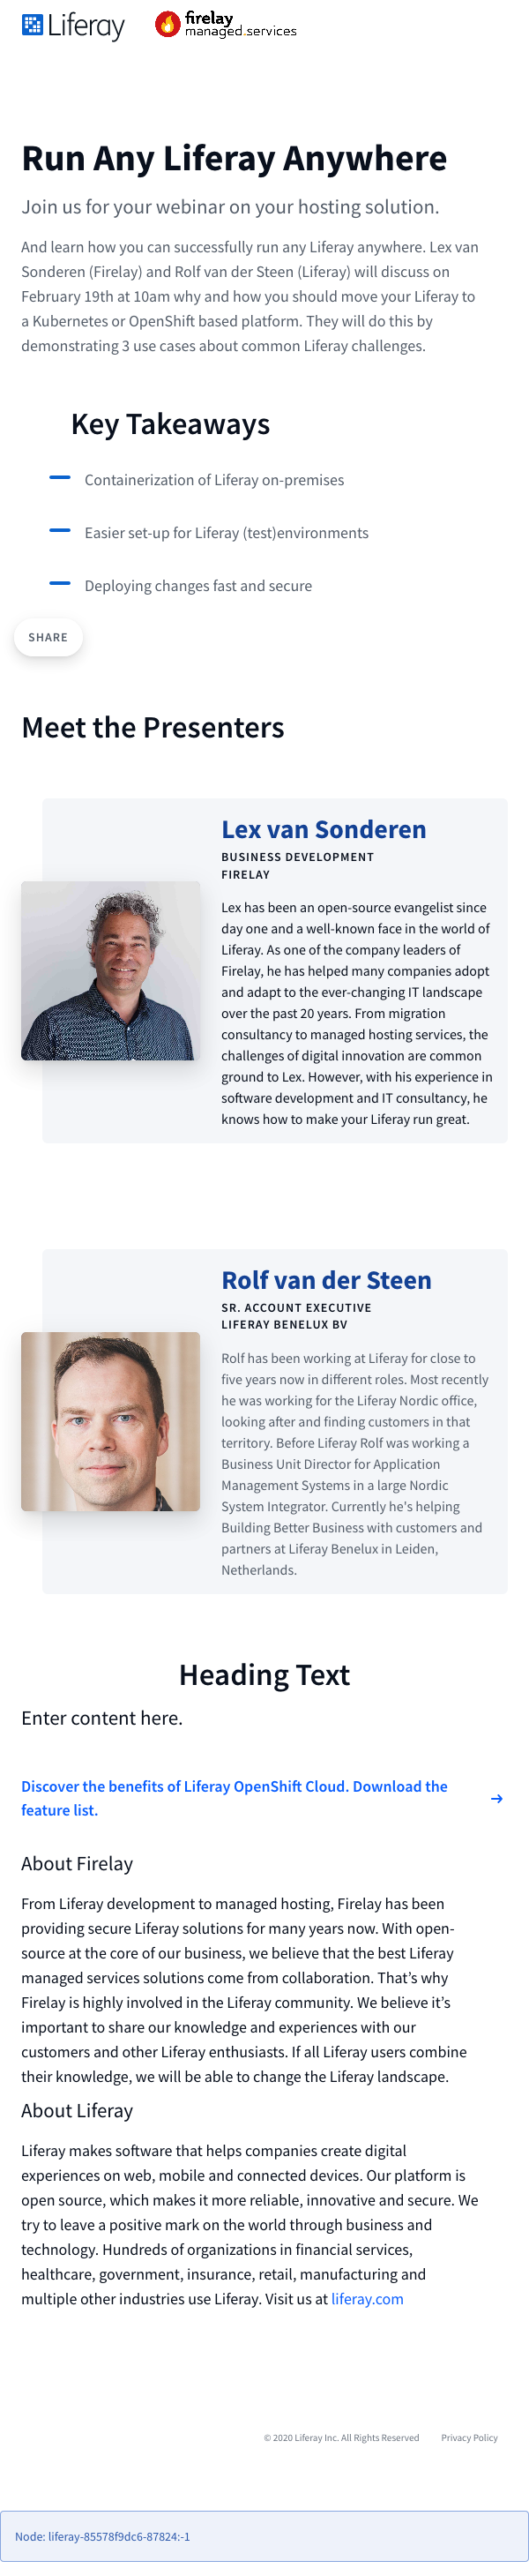 Liferay
firelay
managed.services
Run Any Liferay Anywhere
Join us for your webinar on your hosting solution.
And learn how you can successfully run any Liferay anywhere. Lex van
Sonderen (Firelay) and Rolf van der Steen (Liferay) will discuss on
February 19th at 10am why and how you should move your Liferay to
a Kubernetes or OpenShift based platform. They will do this by
demonstrating 3 use cases about common Liferay challenges.
Key Takeaways
Containerization of Liferay on-premises
Easier set-up for Liferay (test)environments
Deploying changes fast and secure
SHARE
Meet the Presenters
Lex van Sonderen
BUSINESS DEVELOPMENT
FIRELAY
Lex has been an open-source evangelist since
day one and a well-known face in the world of
Liferay. As one of the company leaders of
Firelay, he has helped many companies adopt
and adapt to the ever-changing IT landscape
over the past 20 years. From migration
consultancy to managed hosting services, the
challenges of digital innovation are common
ground to Lex. However, with his experience in
software development and IT consultancy, he
knows how to make your Liferay run great.
Rolf van der Steen
SR. ACCOUNT EXECUTIVE
LIFERAY BENELUX BV
Rolf has been working at Liferay for close to
five years now in different roles. Most recently
he was working for the Liferay Nordic office,
looking after and finding customers in that
territory. Before Liferay Rolf was working a
Business Unit Director for Application
Management Systems in a large Nordic
System Integrator. Currently he's helping
Building Better Business with customers and
partners at Liferay Benelux in Leiden,
Netherlands.
Heading Text
Enter content here.
Discover the benefits of Liferay OpenShift Cloud. Download the
feature list.
About Firelay
From Liferay development to managed hosting, Firelay has been
providing secure Liferay solutions for many years now. With open-
source at the core of our business, we believe that the best Liferay
managed services solutions come from collaboration. That’s why
Firelay is highly involved in the Liferay community. We believe it’s
important to share our knowledge and experiences with our
customers and other Liferay enthusiasts. If all Liferay users combine
their knowledge, we will be able to change the Liferay landscape.
About Liferay
Liferay makes software that helps companies create digital
experiences on web, mobile and connected devices. Our platform is
open source, which makes it more reliable, innovative and secure. We
try to leave a positive mark on the world through business and
technology. Hundreds of organizations in financial services,
healthcare, government, insurance, retail, manufacturing and
multiple other industries use Liferay. Visit us at liferay.com
© 2020 Liferay Inc. All Rights Reserved Privacy Policy
Node: liferay-85578f9dc6-87824:-1